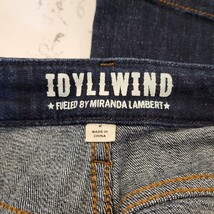 IDYLLWIND
★FUELED BY MIRANDA LAMBERT★
MADE IN
CHINA